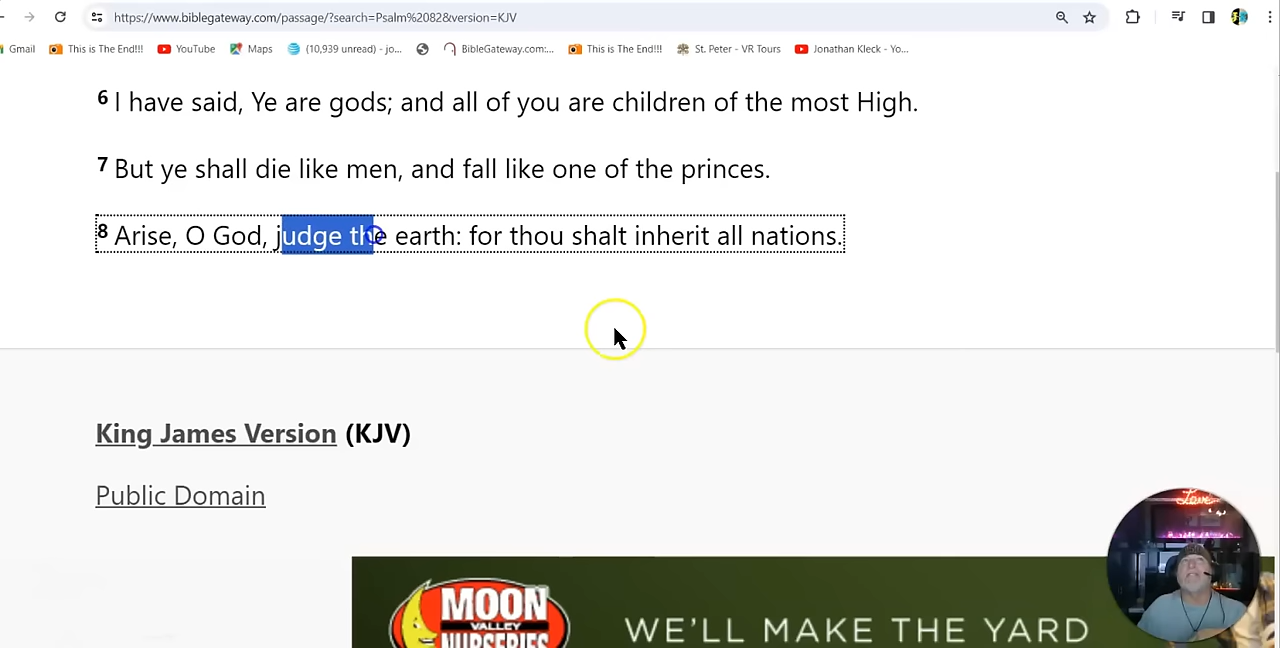 https://www.biblegateway.com/passage/?search=Psalm%2082&version=KJV
Gmail This is The End!!! YouTube Maps (10,939 unread) - jo... BibleGateway.com:... This is The End!!! St. Peter - VR Tours Jonathan Kleck - Yo...
6 I have said, Ye are gods; and all of you are children of the most High.
7 But ye shall die like men, and fall like one of the princes.
8 Arise, O God, judge the earth: for thou shalt inherit all nations.
King James Version (KJV)
Public Domain
MOON
VALLEY
NURSERIES
WE'LL MAKE THE YARD
Love